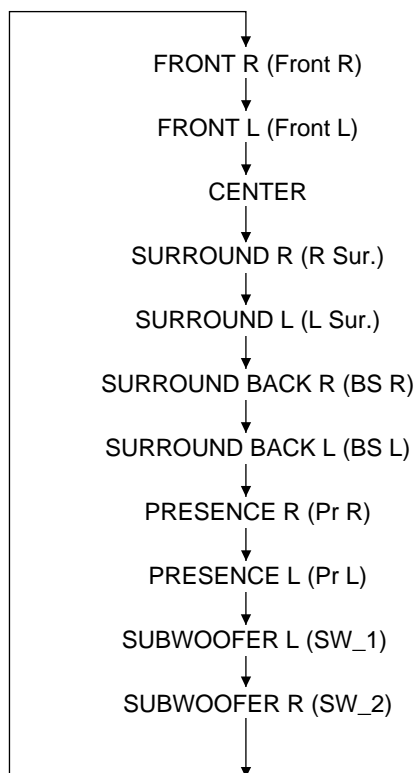 FRONT R (Front R)
FRONT L (Front L)
CENTER
SURROUND R (R Sur.)
SURROUND L (L Sur.)
SURROUND BACK R (BS R)
SURROUND BACK L (BS L)
PRESENCE R (Pr R)
PRESENCE L (Pr L)
SUBWOOFER L (SW_1)
SUBWOOFER R (SW_2)